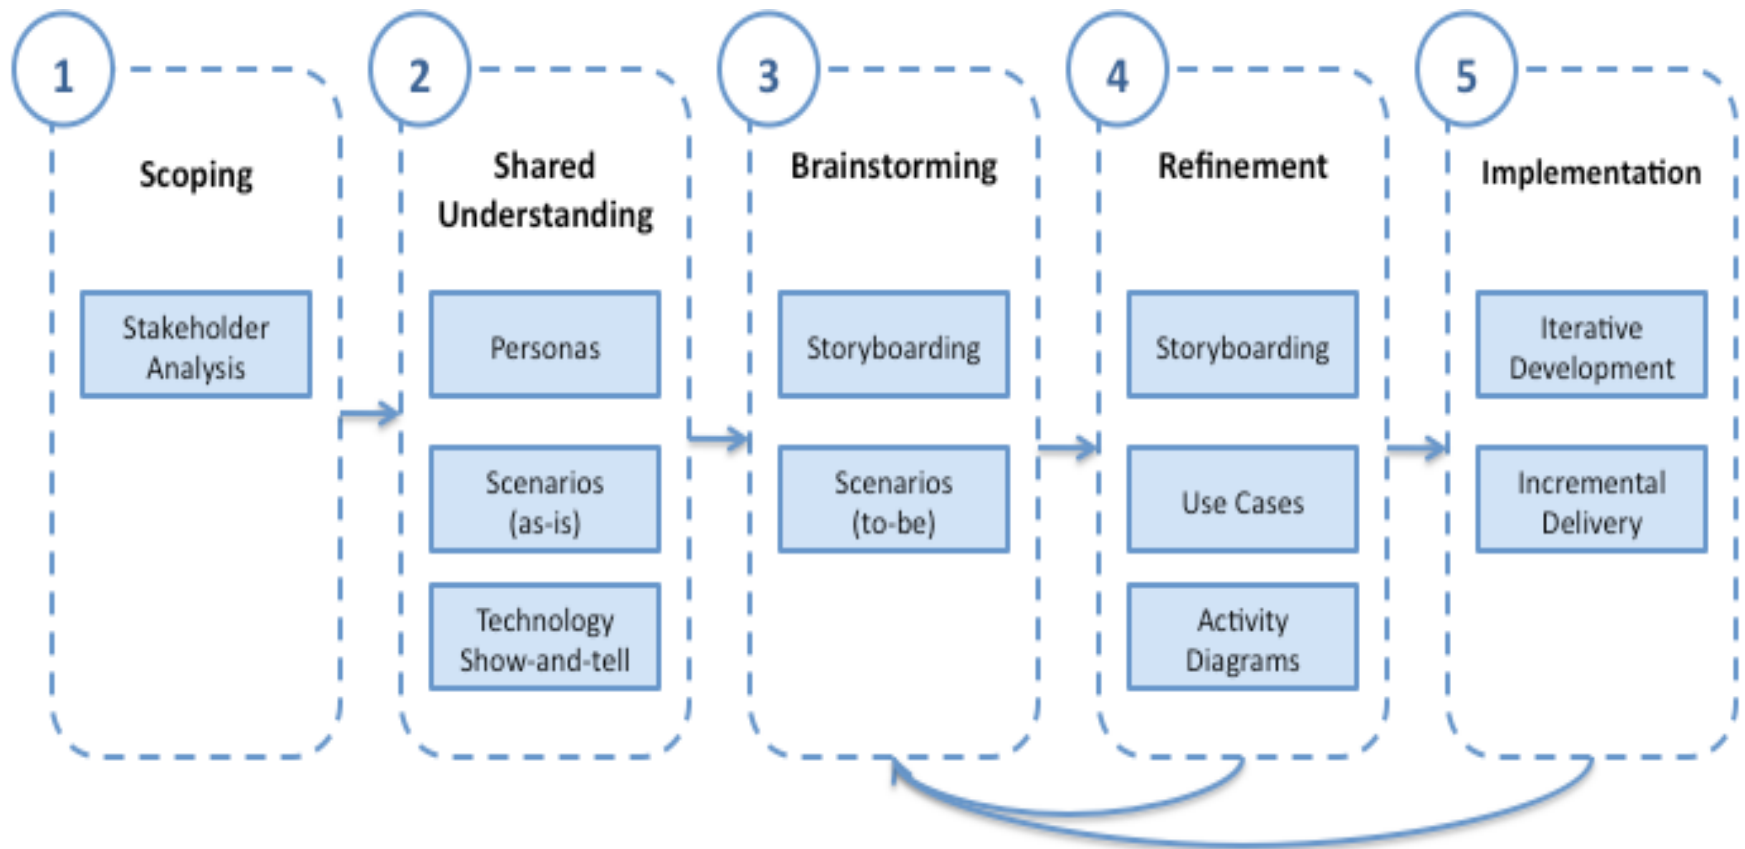 1
Scoping
Stakeholder
Analysis
2
Shared
Understanding
Personas
Scenarios
(as-is)
Technology
Show-and-tell
3
Brainstorming
Storyboarding
Scenarios
(to-be)
4
Refinement
Storyboarding
Use Cases
Activity
Diagrams
5
Implementation
Iterative
Development
Incremental
Delivery